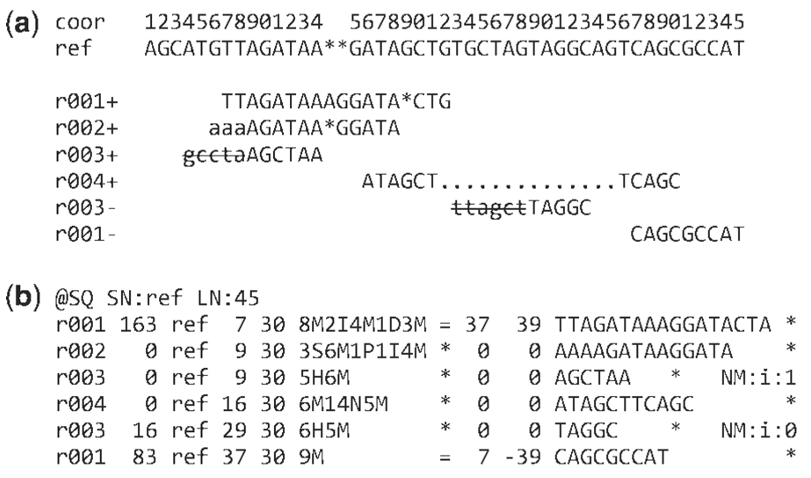 (a) coor 12345678901234 5678901234567890123456789012345
ref AGCATGTTAGATAA**GATAGCTGTGCTAGTAGGCAGTCAGCGCCAT
r001+ TTAGATAAAGGATA*CTG
r002+ aaaAGATAA*GGATA
r003+ gcctaAGCTAA
r004+ ATAGCT..............TCAGC
r003- ttagctTAGGC
r001- CAGCGCCAT
(b) @SQ SN:ref LN:45
r001 163 ref 7 30 8M2I4M1D3M = 37 39 TTAGATAAAGGATACTA *
r002 0 ref 9 30 3S6M1P1I4M * 0 0 AAAAGATAAGGATA *
r003 0 ref 9 30 5H6M * 0 0 AGCTAA * NM:i:1
r004 0 ref 16 30 6M14N5M * 0 0 ATAGCTTCAGC *
r003 16 ref 29 30 6H5M * 0 0 TAGGC * NM:i:0
r001 83 ref 37 30 9M = 7 -39 CAGCGCCAT *